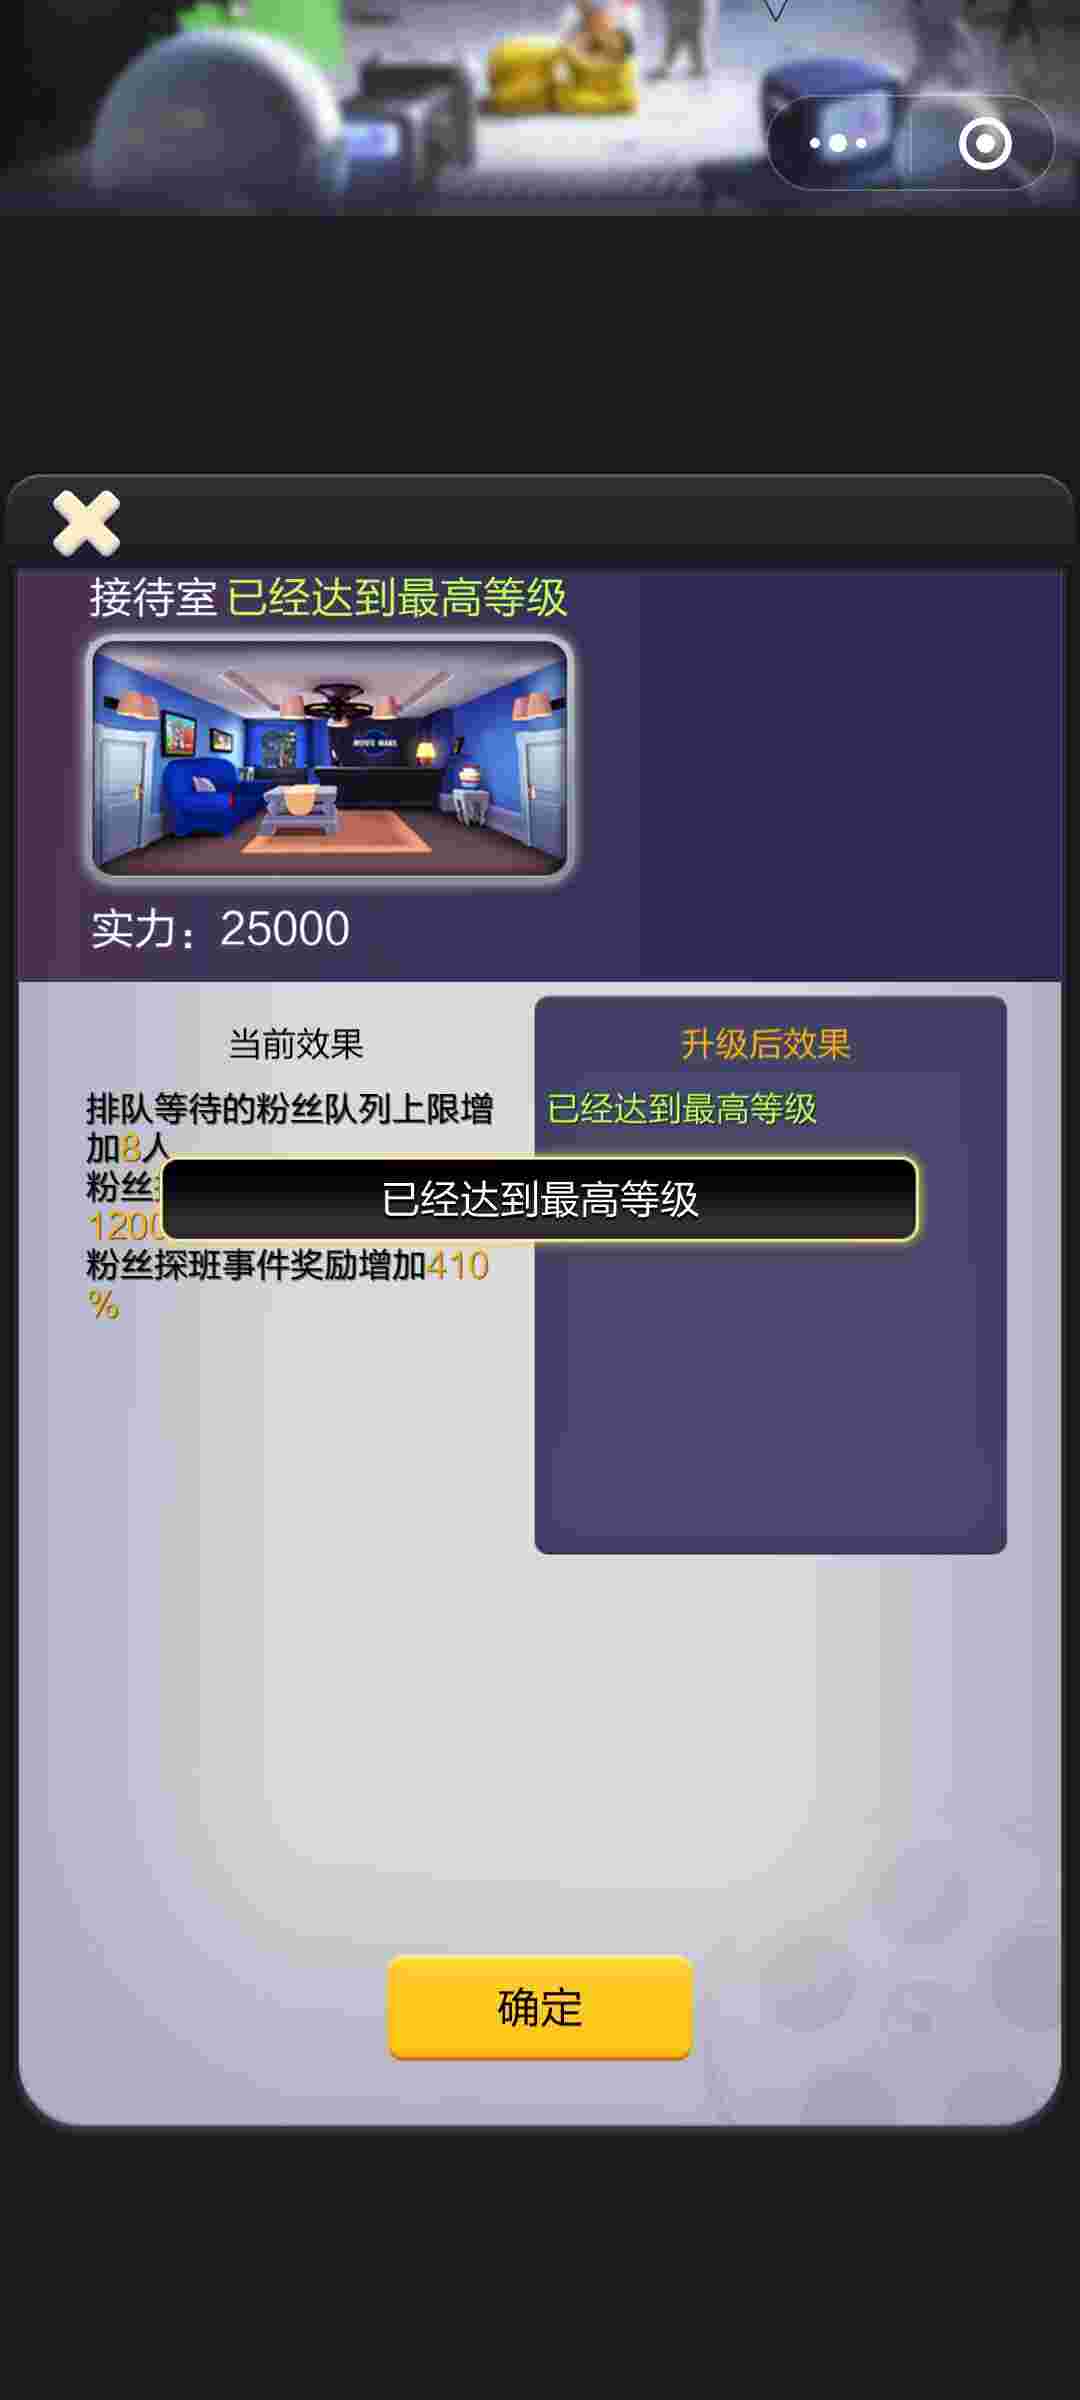 接待室 已经达到最高等级
实力：25000
当前效果
升级后效果
排队等待的粉丝队列上限增
加8人
已经达到最高等级
粉丝
已经达到最高等级
粉丝探班事件奖励增加410
%
确定